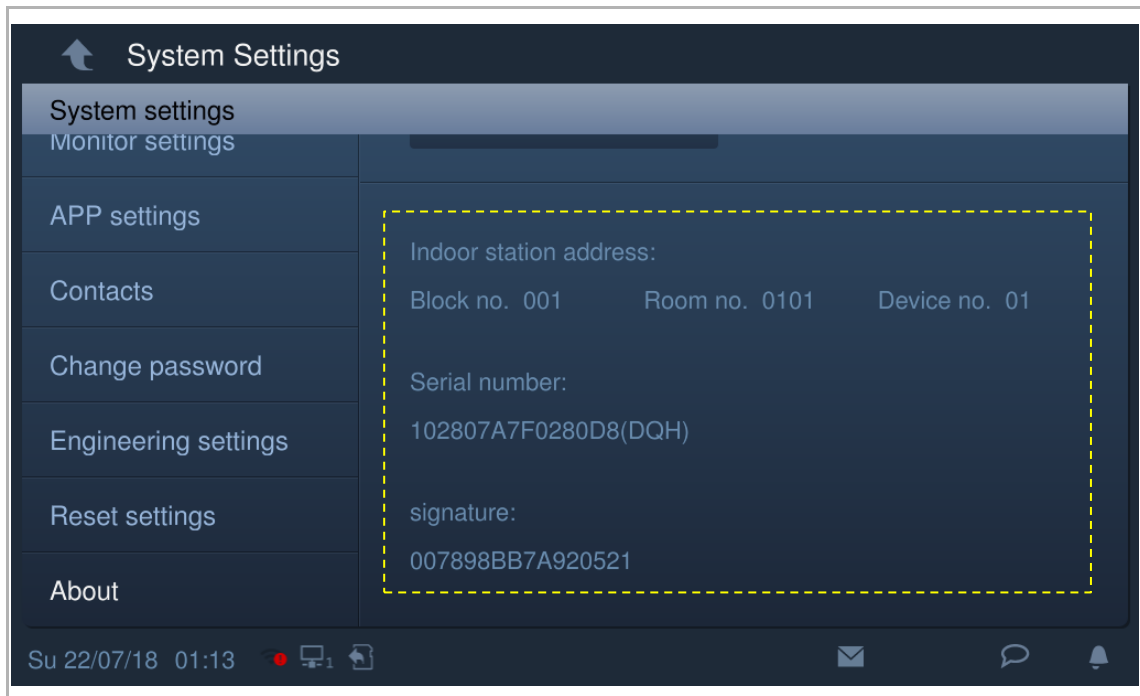 System Settings
System settings
Monitor settings
APP settings
Contacts
Change password
Engineering settings
Reset settings
About
Indoor station address:
Block no. 001 Room no. 0101 Device no. 01
Serial number:
102807A7F0280D8(DQH)
signature:
007898BB7A920521
Su 22/07/18 01:13 1